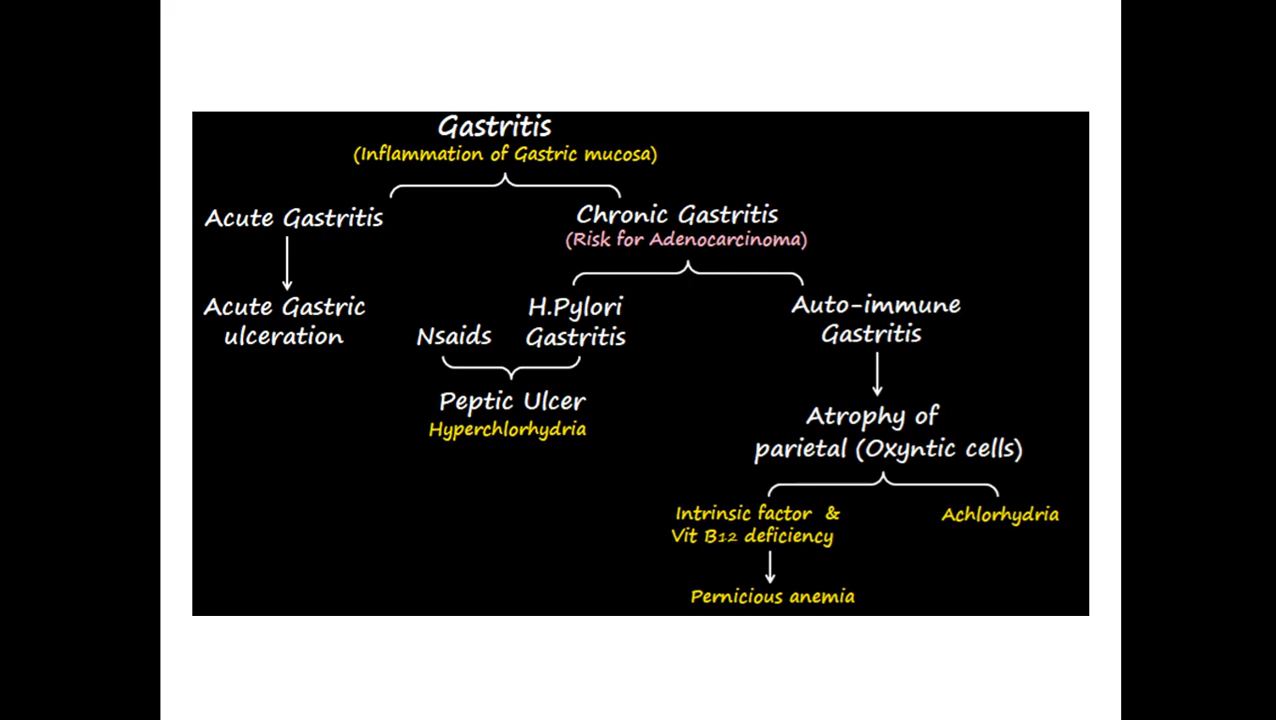 Gastritis
(Inflammation of Gastric mucosa)
Acute Gastritis
Chronic Gastritis
(Risk for Adenocarcinoma)
Acute Gastric
ulceration
Nsaids
H.Pylori
Gastritis
Auto-immune
Gastritis
Peptic Ulcer
Hyperchlorhydria
Atrophy of
parietal (Oxyntic cells)
Intrinsic factor &
Vit B12 deficiency
Achlorhydria
Pernicious anemia